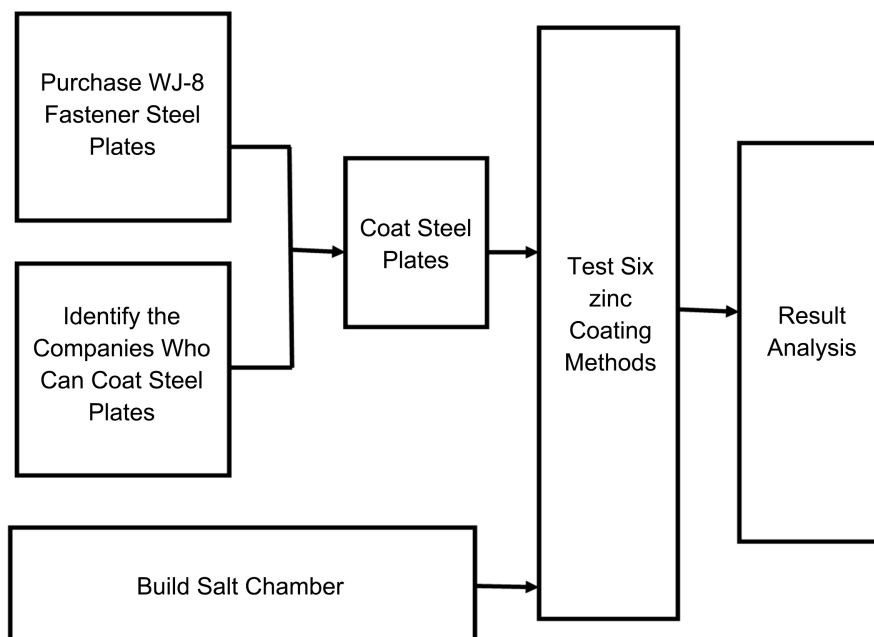 Purchase WJ-8
Fastener Steel
Plates
Identify the
Companies Who
Can Coat Steel
Plates
Coat Steel
Plates
Build Salt Chamber
Test Six
zinc
Coating
Methods
Result
Analysis